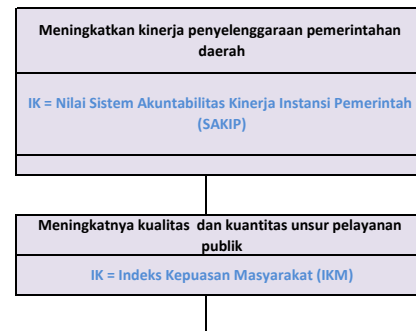 Meningkatkan kinerja penyelenggaraan pemerintahan
daerah
IK = Nilai Sistem Akuntabilitas Kinerja Instansi Pemerintah
(SAKIP)
Meningkatnya kualitas dan kuantitas unsur pelayanan
publik
IK = Indeks Kepuasan Masyarakat (IKM)